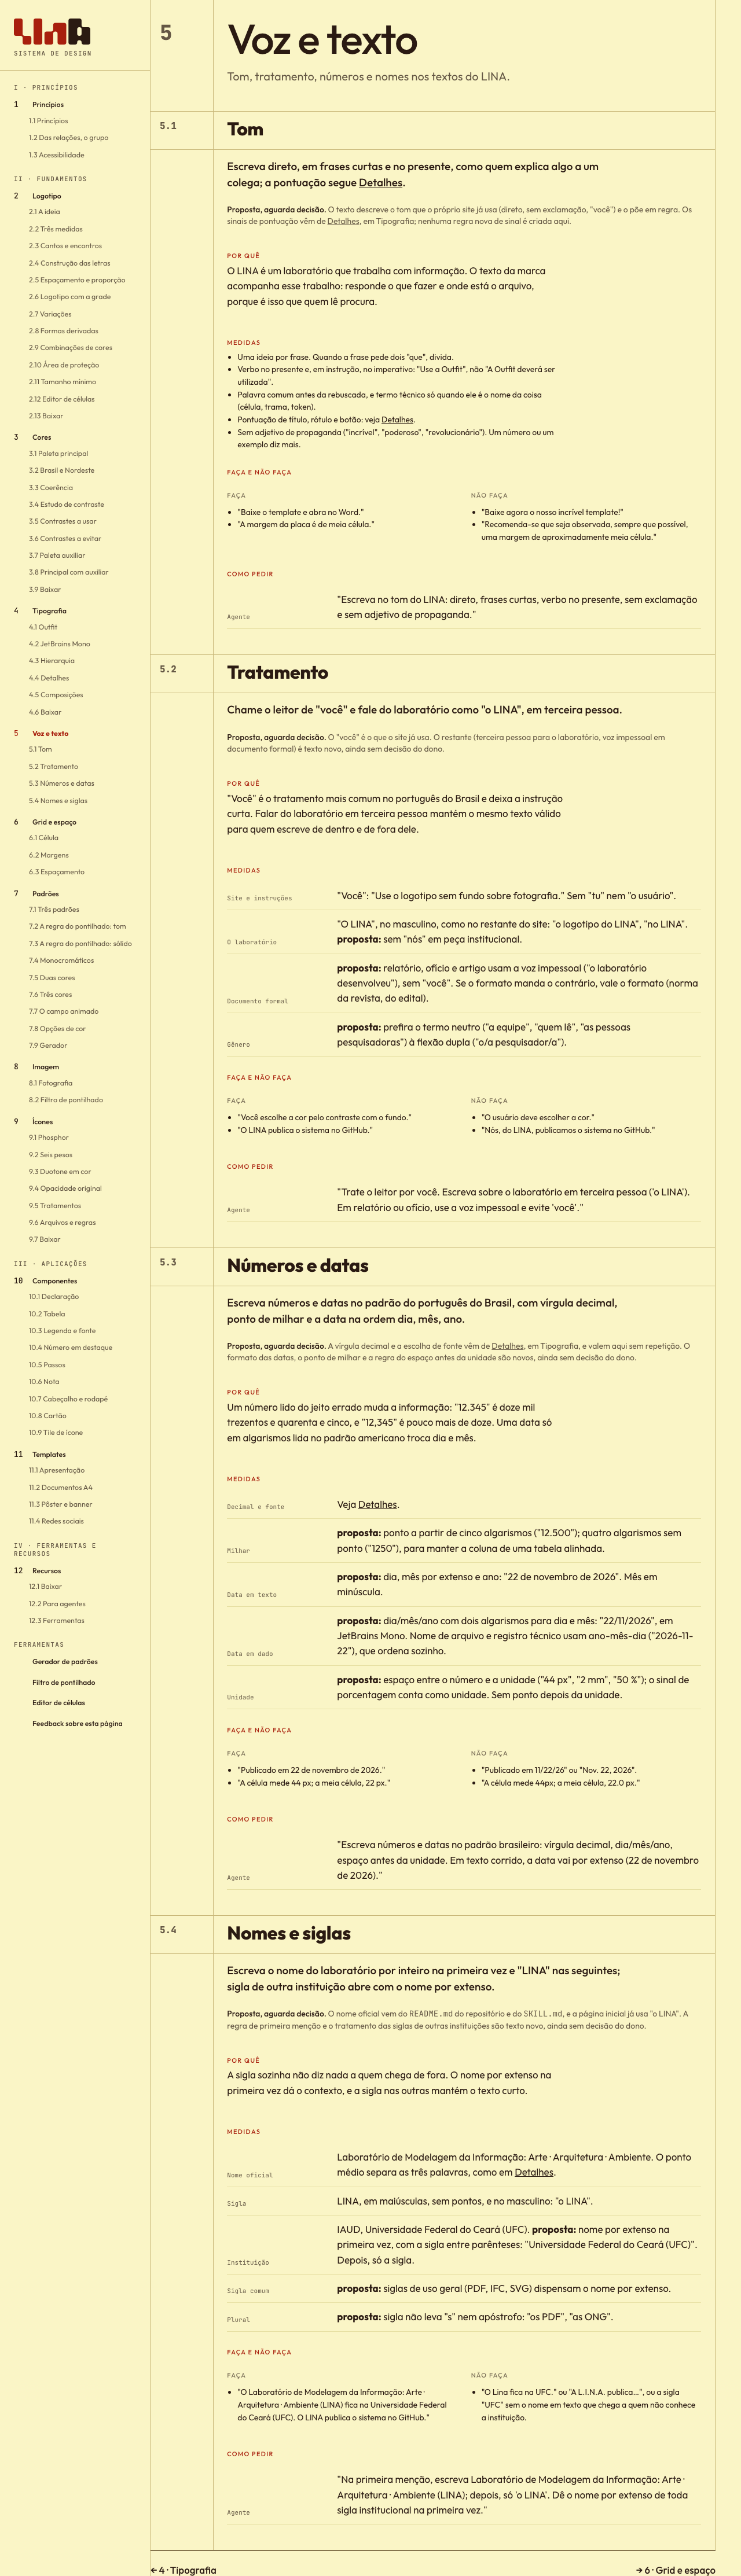 LINA
SISTEMA DE DESIGN
I · PRINCÍPIOS
1 Princípios
1.1 Princípios
1.2 Das relações, o grupo
1.3 Acessibilidade
II · FUNDAMENTOS
2 Logotipo
2.1 A ideia
2.2 Três medidas
2.3 Cantos e encontros
2.4 Construção das letras
2.5 Espaçamento e proporção
2.6 Logotipo com a grade
2.7 Variações
2.8 Formas derivadas
2.9 Combinações de cores
2.10 Área de proteção
2.11 Tamanho mínimo
2.12 Editor de células
2.13 Baixar
3 Cores
3.1 Paleta principal
3.2 Brasil e Nordeste
3.3 Coerência
3.4 Estudo de contraste
3.5 Contrastes a usar
3.6 Contrastes a evitar
3.7 Paleta auxiliar
3.8 Principal com auxiliar
3.9 Baixar
4 Tipografia
4.1 Outfit
4.2 JetBrains Mono
4.3 Hierarquia
4.4 Detalhes
4.5 Composições
4.6 Baixar
5 Voz e texto
5.1 Tom
5.2 Tratamento
5.3 Números e datas
5.4 Nomes e siglas
6 Grid e espaço
6.1 Célula
6.2 Margens
6.3 Espaçamento
7 Padrões
7.1 Três padrões
7.2 A regra do pontilhado: tom
7.3 A regra do pontilhado: sólido
7.4 Monocromáticos
7.5 Duas cores
7.6 Três cores
7.7 O campo animado
7.8 Opções de cor
7.9 Gerador
8 Imagem
8.1 Fotografia
8.2 Filtro de pontilhado
9 Ícones
9.1 Phosphor
9.2 Seis pesos
9.3 Duotone em cor
9.4 Opacidade original
9.5 Tratamentos
9.6 Arquivos e regras
9.7 Baixar
III · APLICAÇÕES
10 Componentes
10.1 Declaração
10.2 Tabela
10.3 Legenda e fonte
10.4 Número em destaque
10.5 Passos
10.6 Nota
10.7 Cabeçalho e rodapé
10.8 Cartão
10.9 Tile de ícone
11 Templates
11.1 Apresentação
11.2 Documentos A4
11.3 Pôster e banner
11.4 Redes sociais
IV · FERRAMENTAS E
RECURSOS
12 Recursos
12.1 Baixar
12.2 Para agentes
12.3 Ferramentas
FERRAMENTAS
Gerador de padrões
Filtro de pontilhado
Editor de células
Feedback sobre esta página
5 Voz e texto
Tom, tratamento, números e nomes nos textos do LINA.
5.1 Tom
Escreva direto, em frases curtas e no presente, como quem explica algo a um
colega; a pontuação segue Detalhes.
Proposta, aguarda decisão. O texto descreve o tom que o próprio site já usa (direto, sem exclamação, "você") e o põe em regra. Os
sinais de pontuação vêm de Detalhes, em Tipografia; nenhuma regra nova de sinal é criada aqui.
POR QUÊ
O LINA é um laboratório que trabalha com informação. O texto da marca
acompanha esse trabalho: responde o que fazer e onde está o arquivo,
porque é isso que quem lê procura.
MEDIDAS
• Uma ideia por frase. Quando a frase pede dois "que", divida.
• Verbo no presente e, em instrução, no imperativo: "Use a Outfit", não "A Outfit deverá ser
utilizada".
• Palavra comum antes da rebuscada, e termo técnico só quando ele é o nome da coisa
(célula, trama, token).
• Pontuação de título, rótulo e botão: veja Detalhes.
• Sem adjetivo de propaganda ("incrível", "poderoso", "revolucionário"). Um número ou um
exemplo diz mais.
FAÇA E NÃO FAÇA
FAÇA
• "Baixe o template e abra no Word."
• "A margem da placa é de meia célula."
NÃO FAÇA
• "Baixe agora o nosso incrível template!"
• "Recomenda-se que seja observada, sempre que possível,
uma margem de aproximadamente meia célula."
COMO PEDIR
Agente "Escreva no tom do LINA: direto, frases curtas, verbo no presente, sem exclamação
e sem adjetivo de propaganda."
5.2 Tratamento
Chame o leitor de "você" e fale do laboratório como "o LINA", em terceira pessoa.
Proposta, aguarda decisão. O "você" é o que o site já usa. O restante (terceira pessoa para o laboratório, voz impessoal em
documento formal) é texto novo, ainda sem decisão do dono.
POR QUÊ
"Você" é o tratamento mais comum no português do Brasil e deixa a instrução
curta. Falar do laboratório em terceira pessoa mantém o mesmo texto válido
para quem escreve de dentro e de fora dele.
MEDIDAS
Site e instruções "Você": "Use o logotipo sem fundo sobre fotografia." Sem "tu" nem "o usuário".
O laboratório "O LINA", no masculino, como no restante do site: "o logotipo do LINA", "no LINA".
proposta: sem "nós" em peça institucional.
Documento formal proposta: relatório, ofício e artigo usam a voz impessoal ("o laboratório
desenvolveu"), sem "você". Se o formato manda o contrário, vale o formato (norma
da revista, do edital).
Gênero proposta: prefira o termo neutro ("a equipe", "quem lê", "as pessoas
pesquisadoras") à flexão dupla ("o/a pesquisador/a").
FAÇA E NÃO FAÇA
FAÇA
• "Você escolhe a cor pelo contraste com o fundo."
• "O LINA publica o sistema no GitHub."
NÃO FAÇA
• "O usuário deve escolher a cor."
• "Nós, do LINA, publicamos o sistema no GitHub."
COMO PEDIR
Agente "Trate o leitor por você. Escreva sobre o laboratório em terceira pessoa ('o LINA').
Em relatório ou ofício, use a voz impessoal e evite 'você'."
5.3 Números e datas
Escreva números e datas no padrão do português do Brasil, com vírgula decimal,
ponto de milhar e a data na ordem dia, mês, ano.
Proposta, aguarda decisão. A vírgula decimal e a escolha de fonte vêm de Detalhes, em Tipografia, e valem aqui sem repetição. O
formato das datas, o ponto de milhar e a regra do espaço antes da unidade são novos, ainda sem decisão do dono.
POR QUÊ
Um número lido do jeito errado muda a informação: "12.345" é doze mil
trezentos e quarenta e cinco, e "12,345" é pouco mais de doze. Uma data só
em algarismos lida no padrão americano troca dia e mês.
MEDIDAS
Decimal e fonte Veja Detalhes.
Milhar proposta: ponto a partir de cinco algarismos ("12.500"); quatro algarismos sem
ponto ("1250"), para manter a coluna de uma tabela alinhada.
Data em texto proposta: dia, mês por extenso e ano: "22 de novembro de 2026". Mês em
minúscula.
Data em dado proposta: dia/mês/ano com dois algarismos para dia e mês: "22/11/2026", em
JetBrains Mono. Nome de arquivo e registro técnico usam ano-mês-dia ("2026-11-
22"), que ordena sozinho.
Unidade proposta: espaço entre o número e a unidade ("44 px", "2 mm", "50 %"); o sinal de
porcentagem conta como unidade. Sem ponto depois da unidade.
FAÇA E NÃO FAÇA
FAÇA
• "Publicado em 22 de novembro de 2026."
• "A célula mede 44 px; a meia célula, 22 px."
NÃO FAÇA
• "Publicado em 11/22/26" ou "Nov. 22, 2026".
• "A célula mede 44px; a meia célula, 22.0 px."
COMO PEDIR
Agente "Escreva números e datas no padrão brasileiro: vírgula decimal, dia/mês/ano,
espaço antes da unidade. Em texto corrido, a data vai por extenso (22 de novembro
de 2026)."
5.4 Nomes e siglas
Escreva o nome do laboratório por inteiro na primeira vez e "LINA" nas seguintes;
sigla de outra instituição abre com o nome por extenso.
Proposta, aguarda decisão. O nome oficial vem do README.md do repositório e do SKILL.md, e a página inicial já usa "o LINA". A
regra de primeira menção e o tratamento das siglas de outras instituições são texto novo, ainda sem decisão do dono.
POR QUÊ
A sigla sozinha não diz nada a quem chega de fora. O nome por extenso na
primeira vez dá o contexto, e a sigla nas outras mantém o texto curto.
MEDIDAS
Nome oficial Laboratório de Modelagem da Informação: Arte · Arquitetura · Ambiente. O ponto
médio separa as três palavras, como em Detalhes.
Sigla LINA, em maiúsculas, sem pontos, e no masculino: "o LINA".
Instituição IAUD, Universidade Federal do Ceará (UFC). proposta: nome por extenso na
primeira vez, com a sigla entre parênteses: "Universidade Federal do Ceará (UFC)".
Depois, só a sigla.
Sigla comum proposta: siglas de uso geral (PDF, IFC, SVG) dispensam o nome por extenso.
Plural proposta: sigla não leva "s" nem apóstrofo: "os PDF", "as ONG".
FAÇA E NÃO FAÇA
FAÇA
• "O Laboratório de Modelagem da Informação: Arte ·
Arquitetura · Ambiente (LINA) fica na Universidade Federal
do Ceará (UFC). O LINA publica o sistema no GitHub."
NÃO FAÇA
• "O Lina fica na UFC." ou "A L.I.N.A. publica…", ou a sigla
"UFC" sem o nome em texto que chega a quem não conhece
a instituição.
COMO PEDIR
Agente "Na primeira menção, escreva Laboratório de Modelagem da Informação: Arte ·
Arquitetura · Ambiente (LINA); depois, só 'o LINA'. Dê o nome por extenso de toda
sigla institucional na primeira vez."
← 4 · Tipografia
→ 6 · Grid e espaço